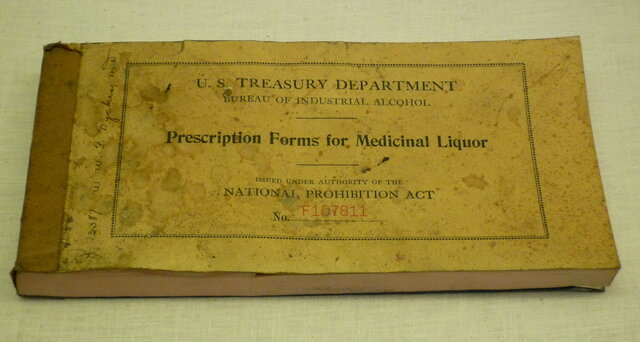 U. S. TREASURY DEPARTMENT
BUREAU OF INDUSTRIAL ALCOHOL
Prescription Forms for Medicinal Liquor
ISSUED UNDER AUTHORITY OF THE
NATIONAL PROHIBITION ACT
No. F107811